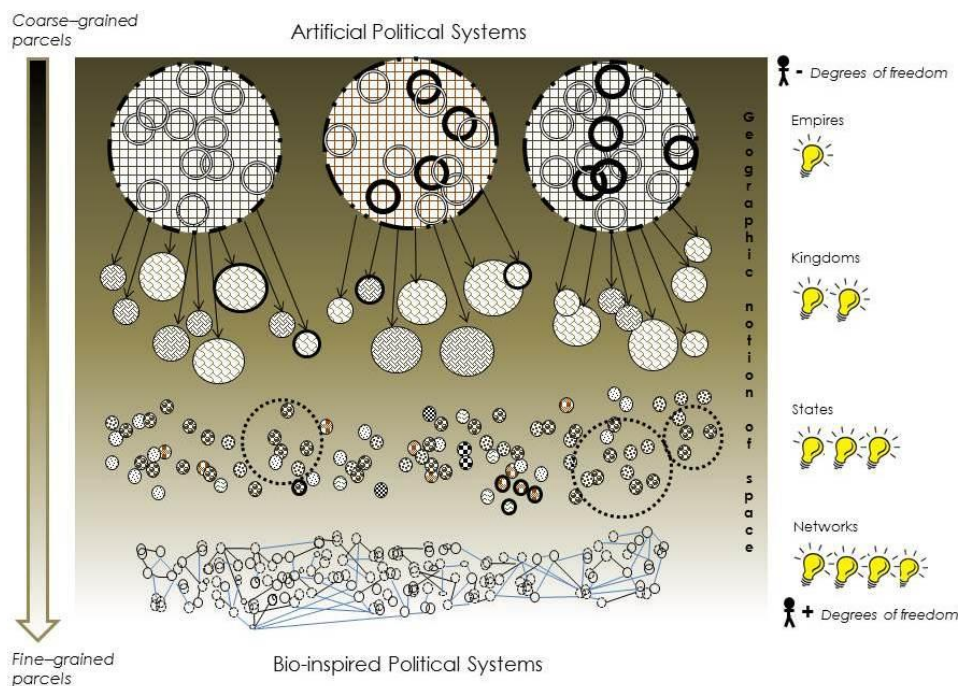 Coarse–grained
parcels
Artificial Political Systems
- Degrees of freedom
Empires
Geographic notion of space
Kingdoms
States
Networks
+ Degrees of freedom
Fine–grained
parcels
Bio-inspired Political Systems